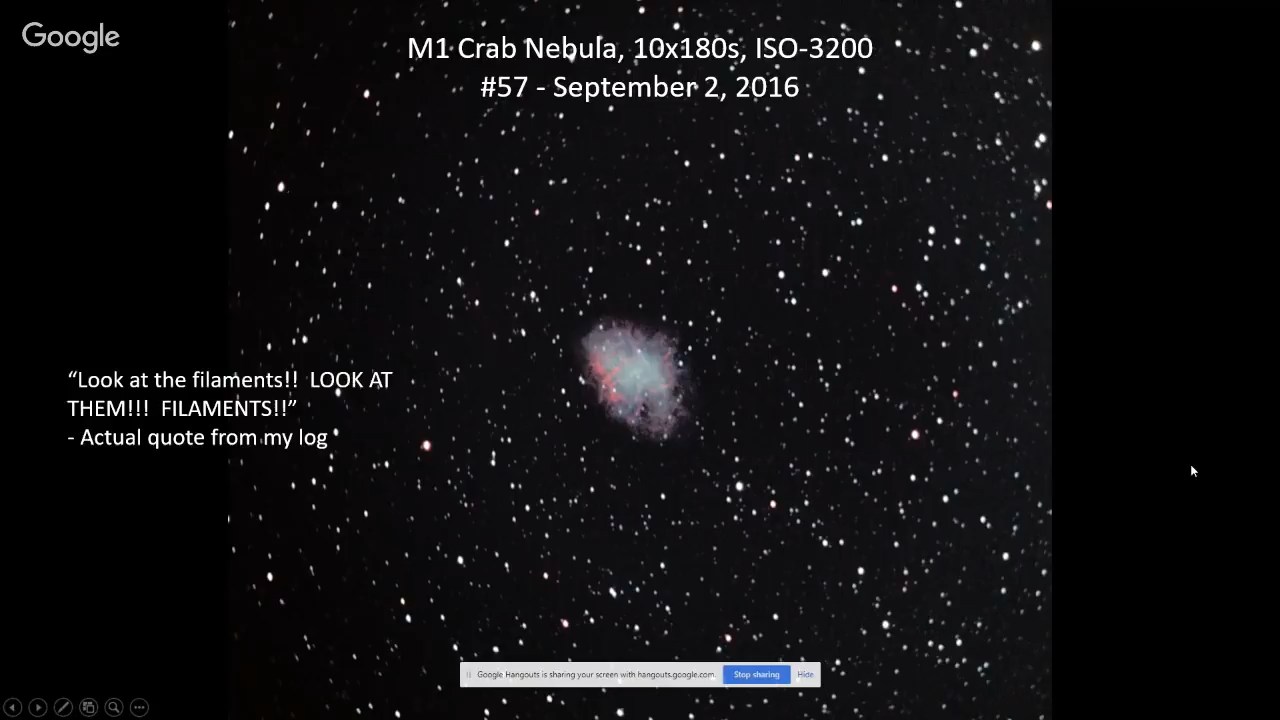 Google
M1 Crab Nebula, 10x180s, ISO-3200
#57 - September 2, 2016
“Look at the filaments!!  LOOK AT
THEM!!!  FILAMENTS!!”
- Actual quote from my log
Google Hangouts is sharing your screen with hangouts.google.com.
Stop sharing
Hide